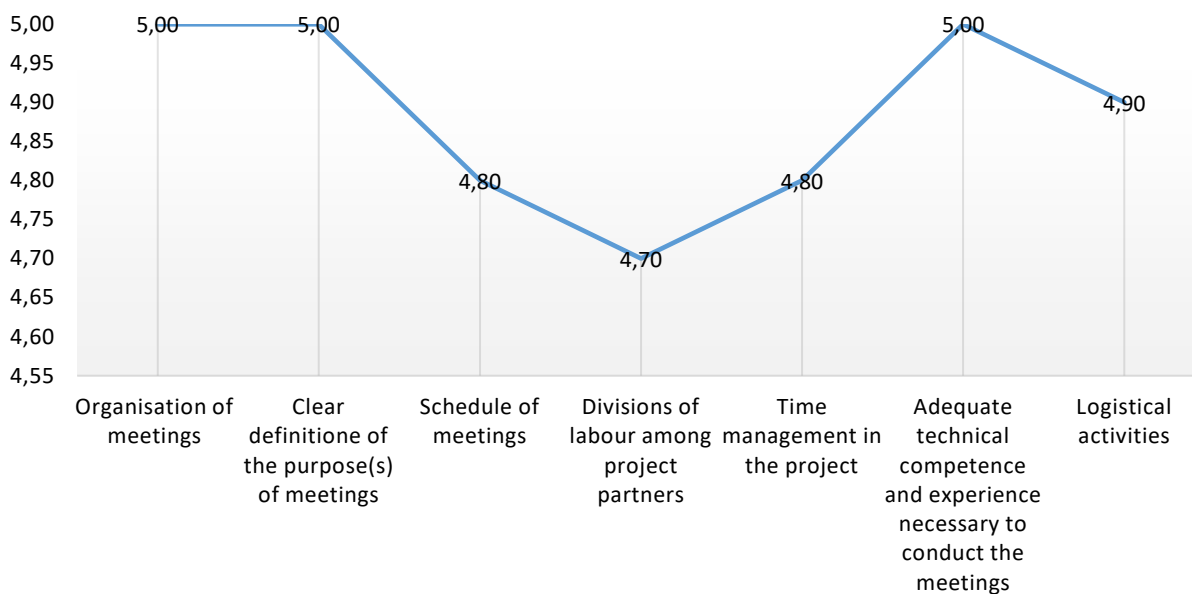 5,00
4,95
4,90
4,85
4,80
4,75
4,70
4,65
4,60
4,55
5,00
5,00
4,80
4,70
4,80
5,00
4,90
Organisation of
meetings
Clear
definitione of
the purpose(s)
of meetings
Schedule of
meetings
Divisions of
labour among
project
partners
Time
management in
the project
Adequate
technical
competence
and experience
necessary to
conduct the
meetings
Logistical
activities